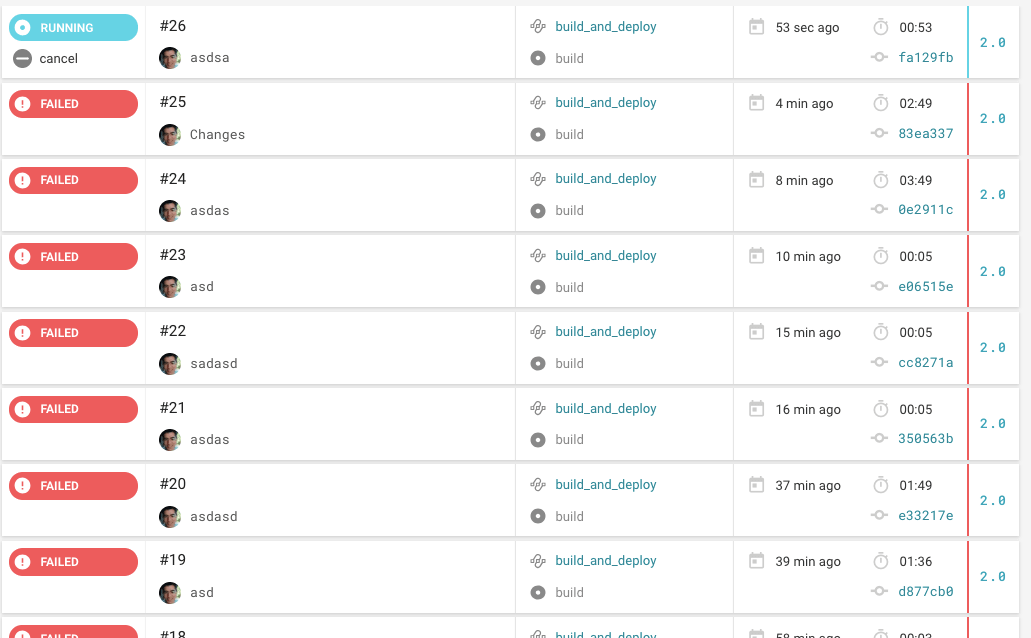 RUNNING #26 build_and_deploy 53 sec ago 00:53 2.0
cancel asdsa build fa129fb
FAILED #25 build_and_deploy 4 min ago 02:49 2.0
Changes build 83ea337
FAILED #24 build_and_deploy 8 min ago 03:49 2.0
asdas build 0e2911c
FAILED #23 build_and_deploy 10 min ago 00:05 2.0
asd build e06515e
FAILED #22 build_and_deploy 15 min ago 00:05 2.0
sadasd build cc8271a
FAILED #21 build_and_deploy 16 min ago 00:05 2.0
asdas build 350563b
FAILED #20 build_and_deploy 37 min ago 01:49 2.0
asdasd build e33217e
FAILED #19 build_and_deploy 39 min ago 01:36 2.0
asd build d877cb0
FAILED #18 build_and_deploy 58 min ago 00:03